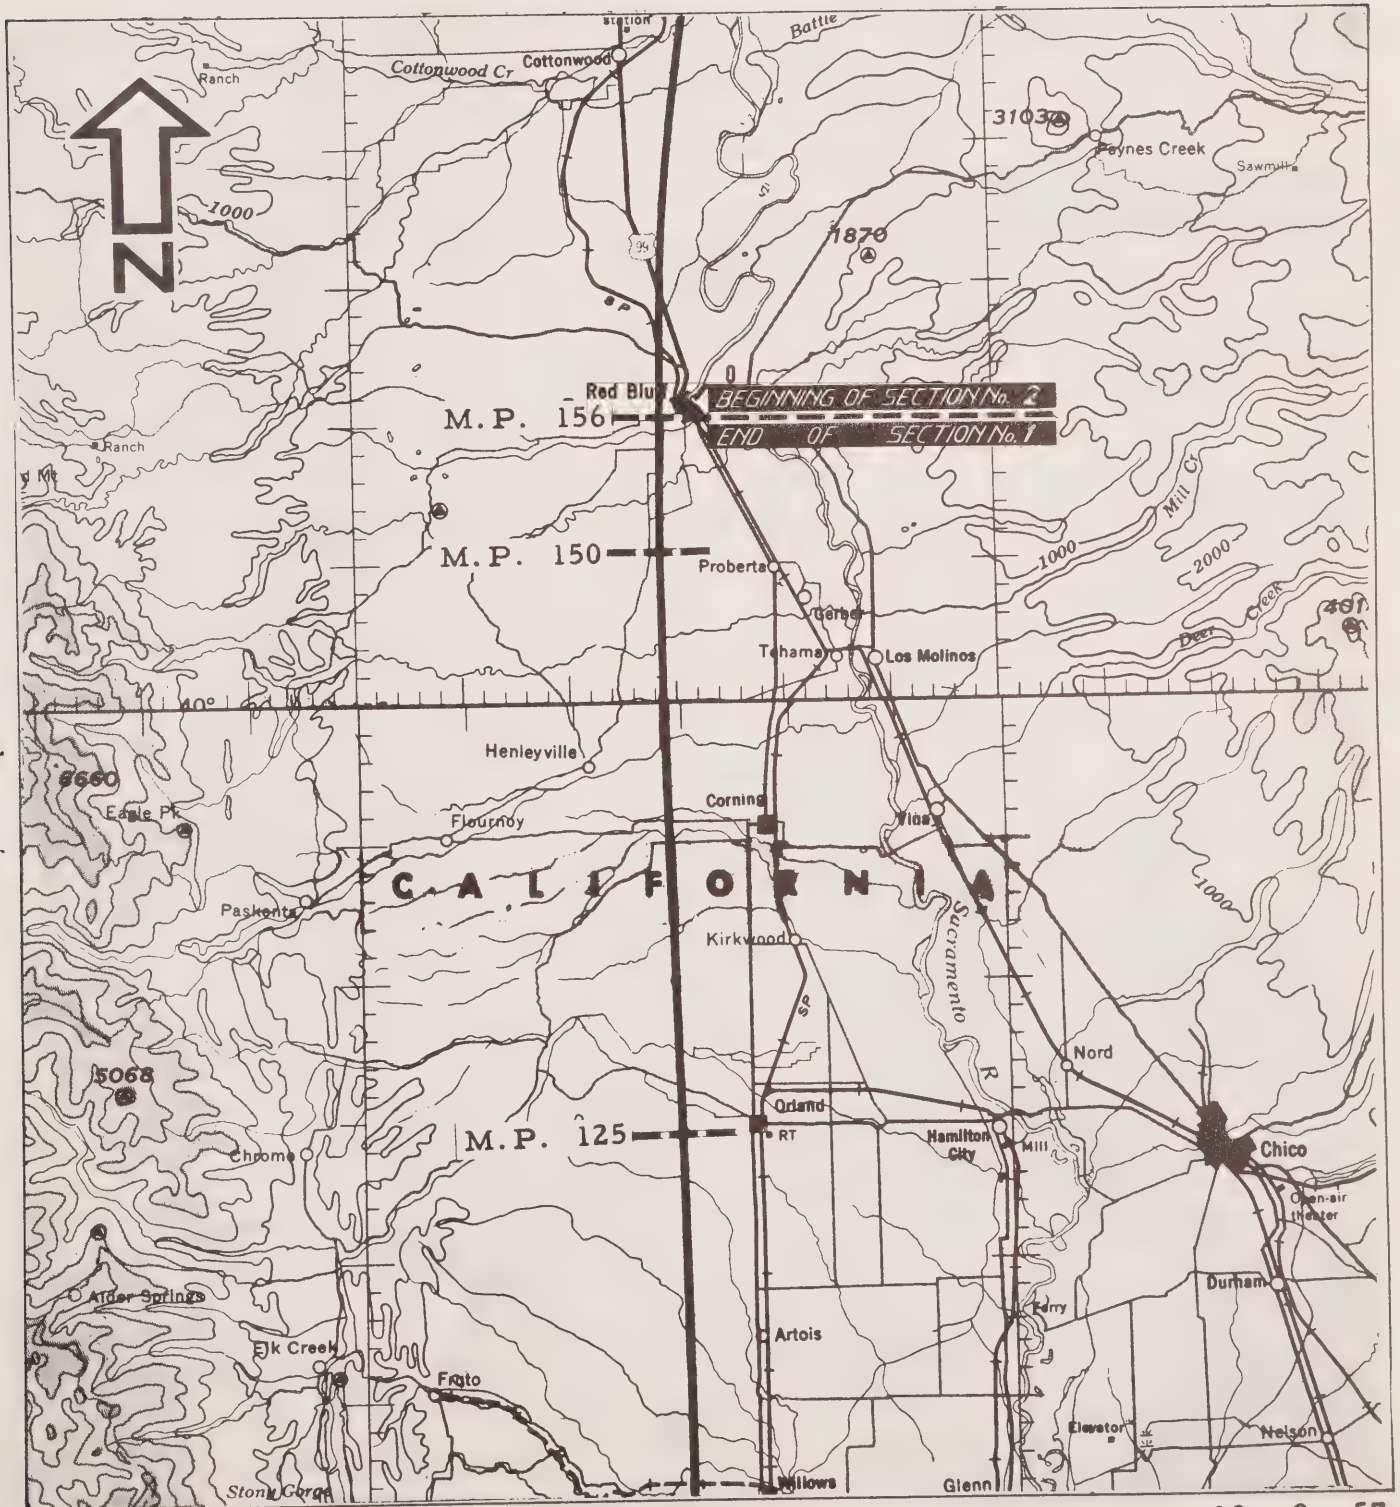 Station
Battle
Cottonwood
Cottonwood Cr
Ranch
3103
Paynes Creek
Sawmill
1000
N
1870
99
SP
Red Bluff
BEGINNING OF SECTION No. 2
M.P. 156
END OF SECTION No. 1
Ranch
Mt
Mill Cr
M.P. 150
1000
2000
Proberta
Gerber
Deer Creek
401
Tehama
Los Molinos
40°
Henleyville
6660
Eagle Pk
Corning
Flournoy
Vina
CALIFORNIA
1000
Paskenta
Kirkwood
Sacramento R
SP
Nord
5068
Orland
M.P. 125
RT
Hamilton City
Mill
Chico
Chrome
Open-air
theater
Durham
Alder Springs
Ferry
Artois
Elk Creek
Fruto
Elevator
Nelson
Stony Gorge
Willows
Glenn